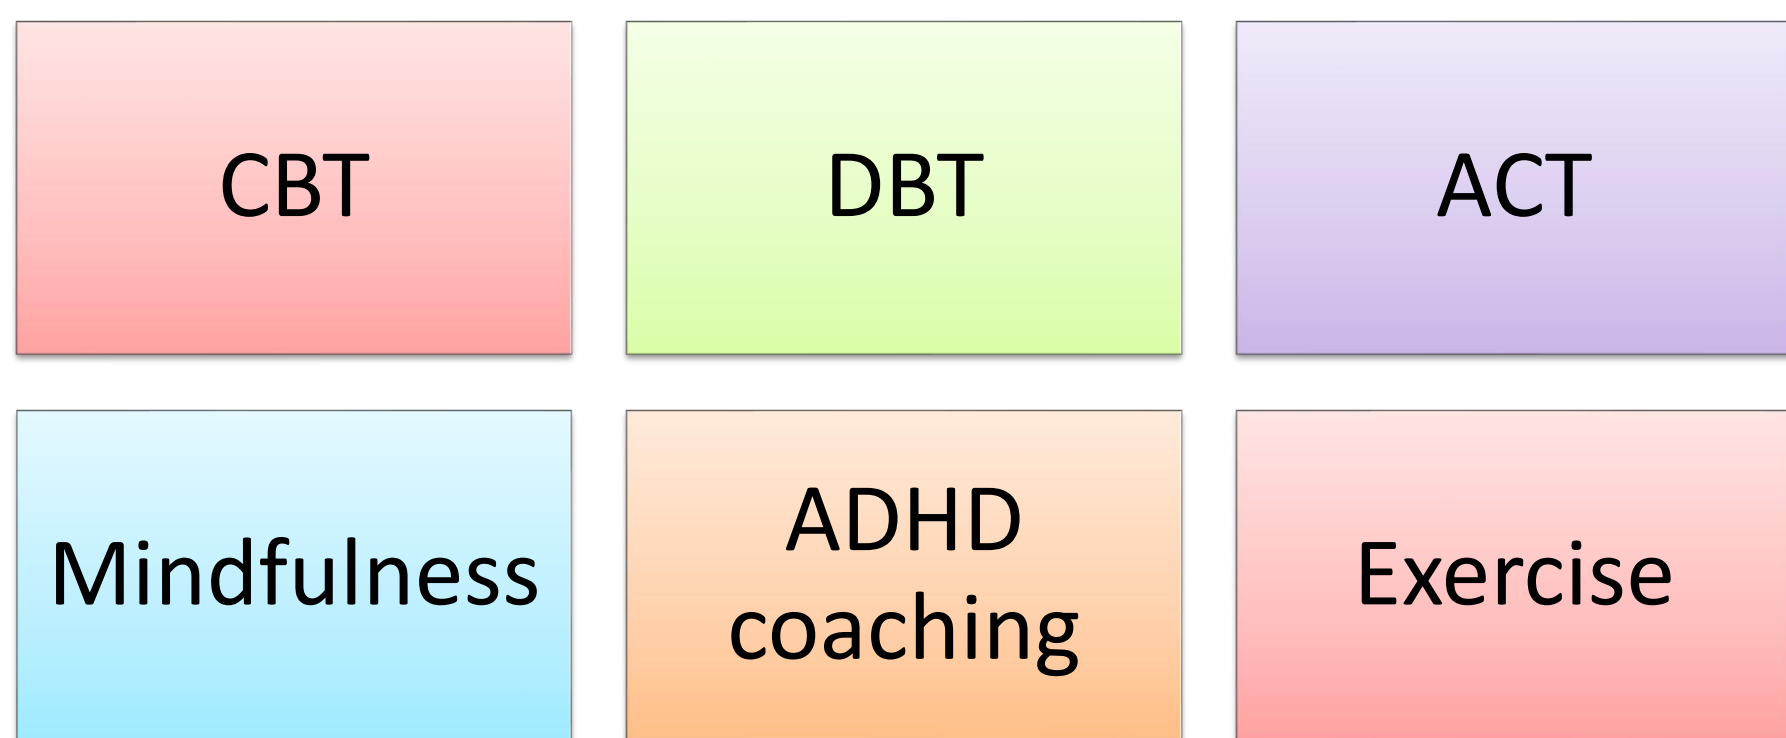 CBT
DBT
ACT
Mindfulness
ADHD
coaching
Exercise